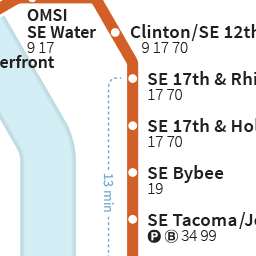 OMSI
SE Water
9 17
erfront
Clinton/SE 12th
9 17 70
SE 17th & Rhi
17 70
SE 17th & Hol
17 70
13 min
SE Bybee
19
SE Tacoma/Jo
P B 34 99